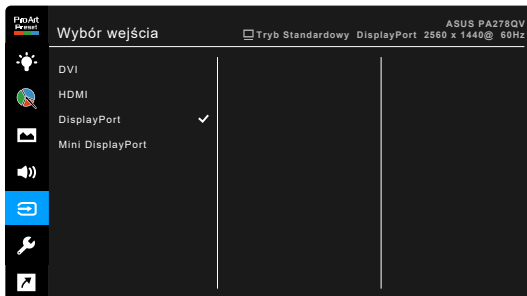 ProArt
Preset
Wybór wejścia
ASUS PA278QV
Tryb Standardowy DisplayPort 2560 x 1440@ 60Hz
DVI
HDMI
DisplayPort
Mini DisplayPort